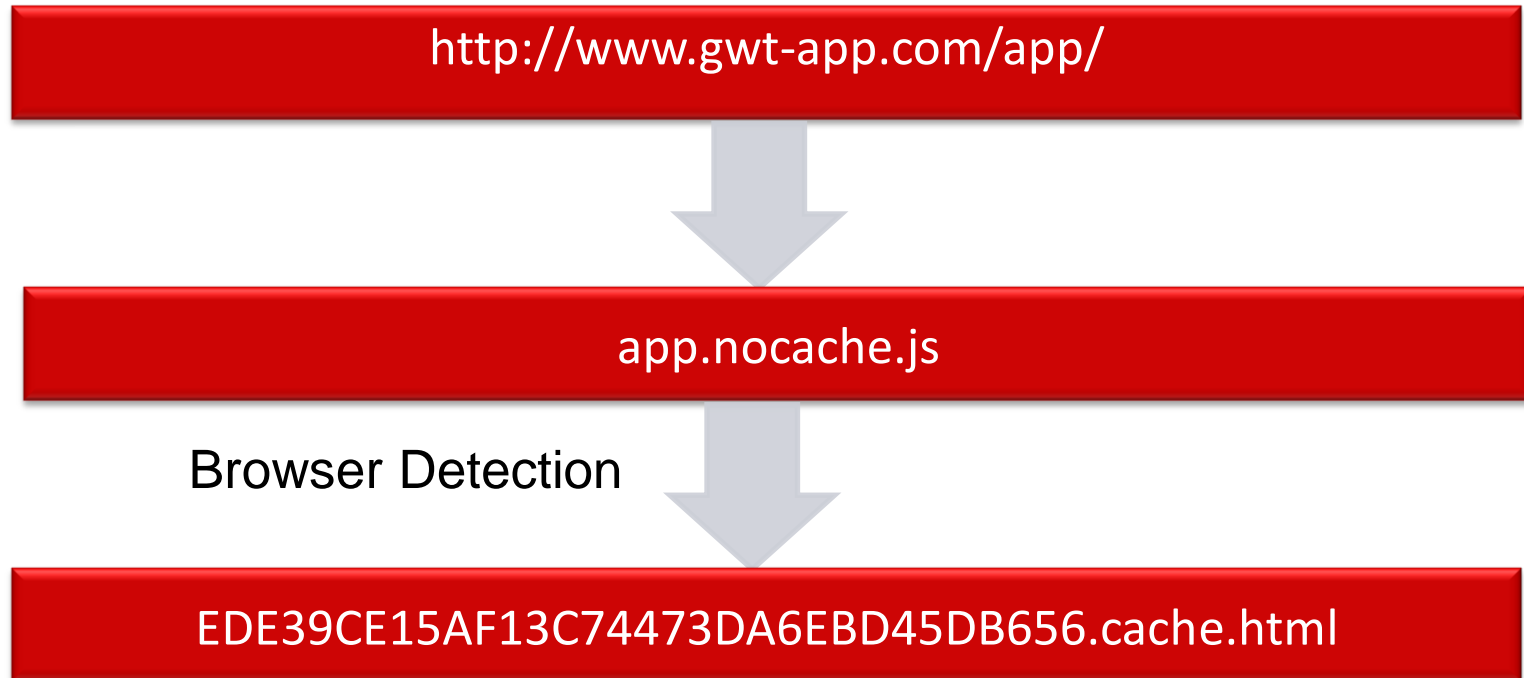 http://www.gwt-app.com/app/
app.nocache.js
Browser Detection
EDE39CE15AF13C74473DA6EBD45DB656.cache.html